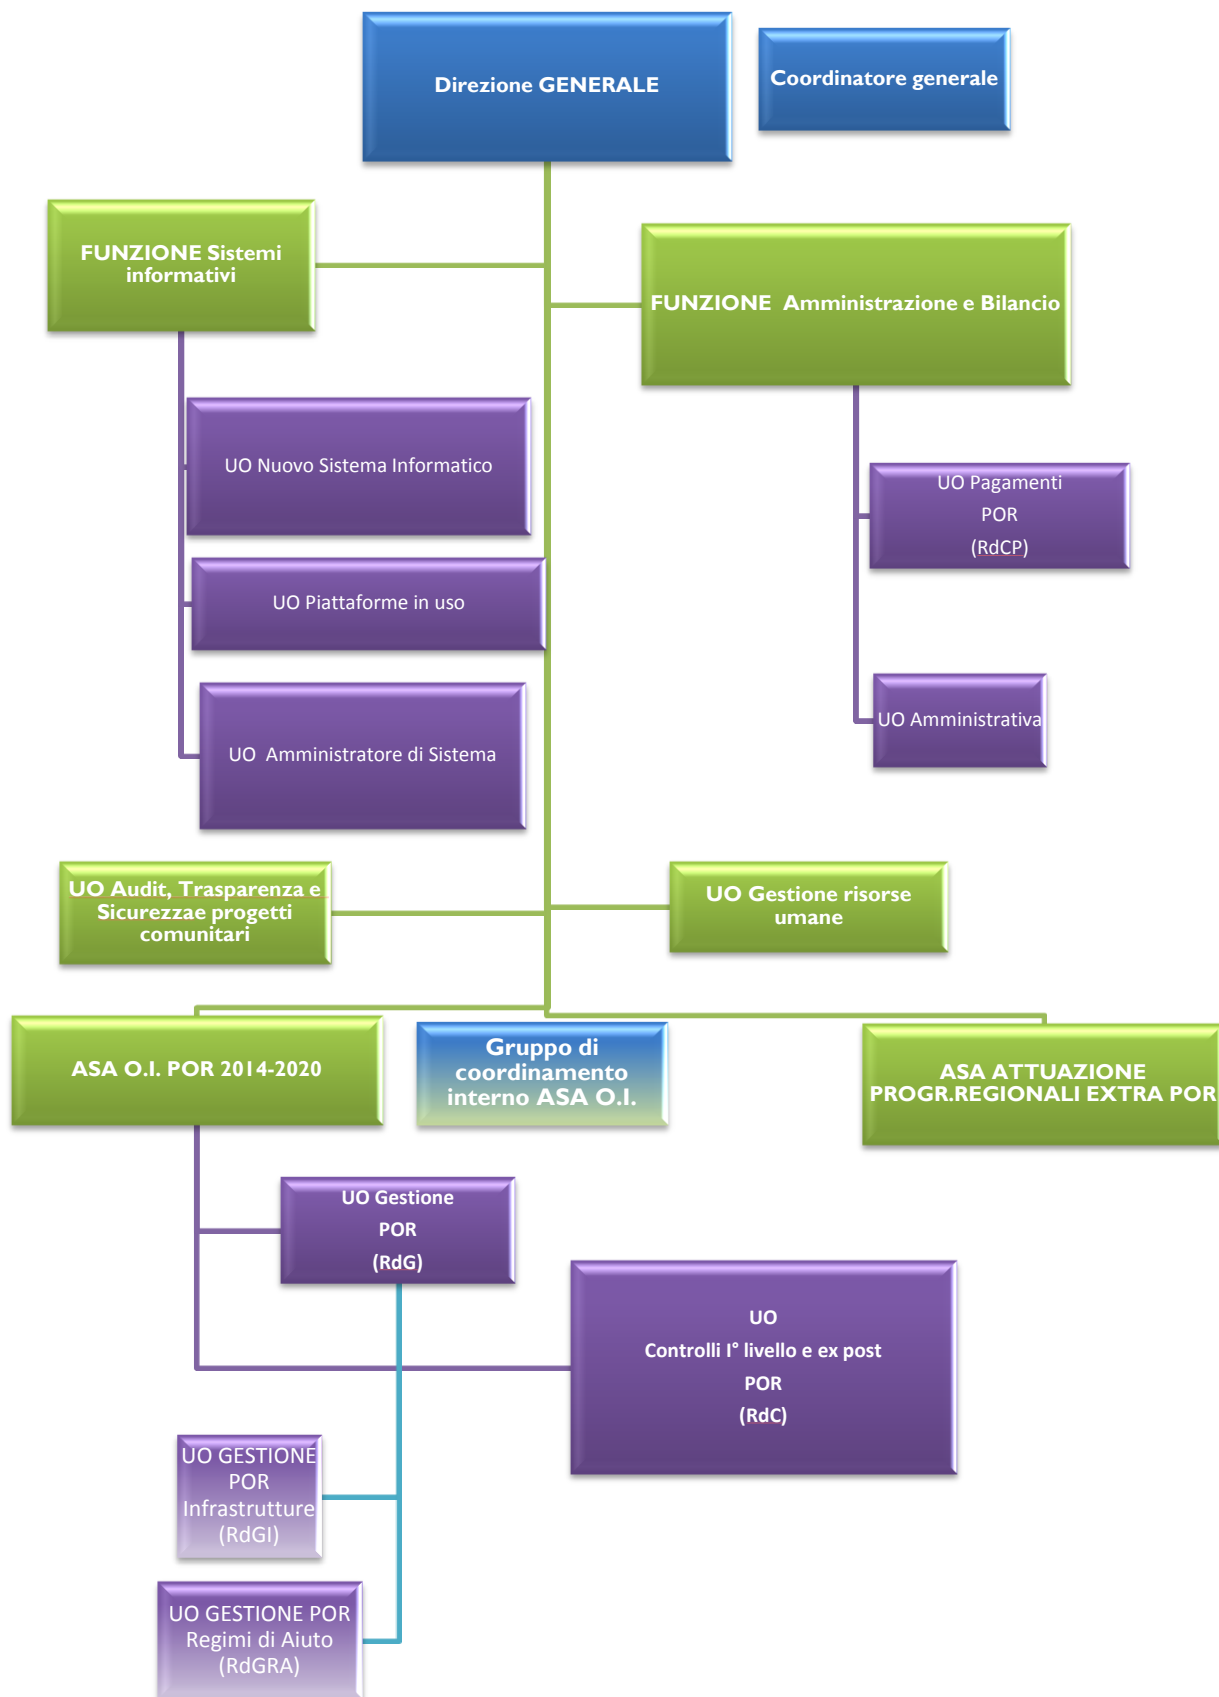 Direzione GENERALE
Coordinatore generale
FUNZIONE Sistemi
informativi
FUNZIONE  Amministrazione e Bilancio
UO Nuovo Sistema Informatico
UO Pagamenti
POR
(RdCP)
UO Piattaforme in uso
UO Amministrativa
UO  Amministratore di Sistema
UO Audit, Trasparenza e
Sicurezzae progetti
comunitari
UO Gestione risorse
umane
ASA O.I. POR 2014-2020
Gruppo di
coordinamento
interno ASA O.I.
ASA ATTUAZIONE
PROGR.REGIONALI EXTRA POR
UO Gestione
POR
(RdG)
UO
Controlli I° livello e ex post
POR
(RdC)
UO GESTIONE
POR
Infrastrutture
(RdGI)
UO GESTIONE POR
Regimi di Aiuto
(RdGRA)